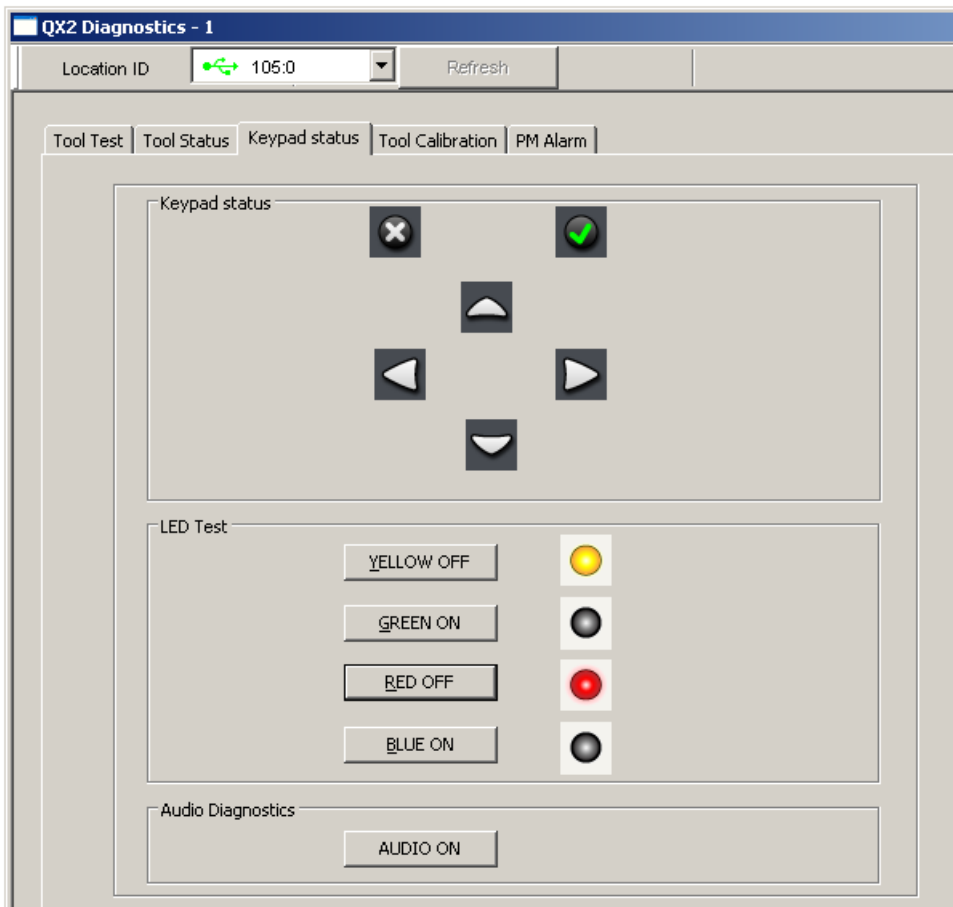 QX2 Diagnostics - 1
Location ID 105:0 Refresh
Tool Test Tool Status Keypad status Tool Calibration PM Alarm
Keypad status
LED Test
YELLOW OFF
GREEN ON
RED OFF
BLUE ON
Audio Diagnostics
AUDIO ON